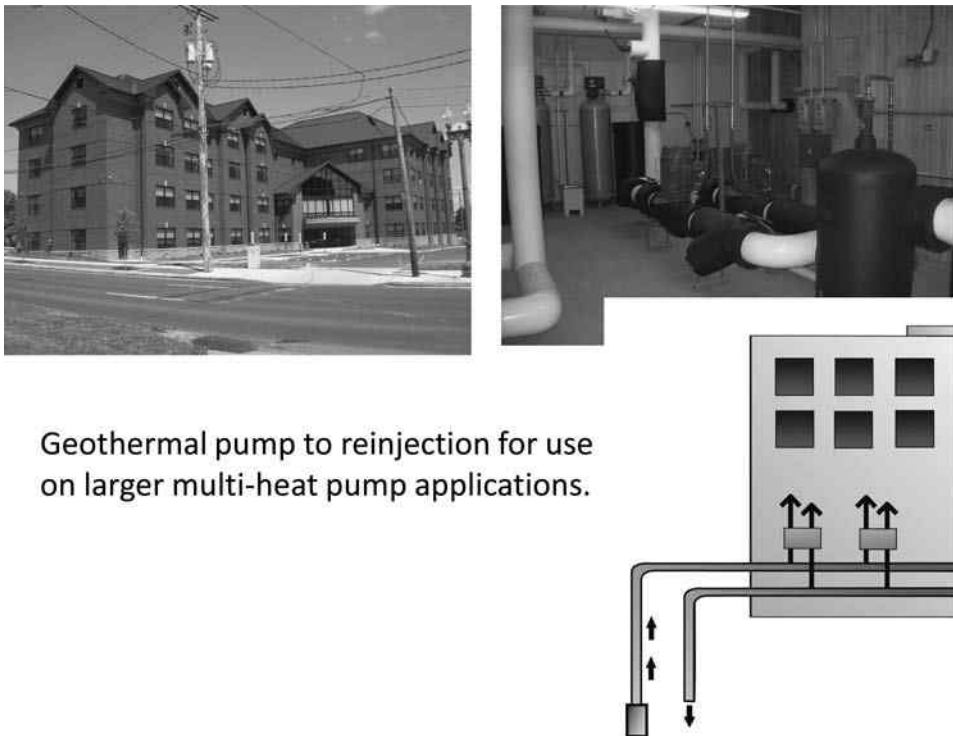 Geothermal pump to reinjection for use
on larger multi-heat pump applications.